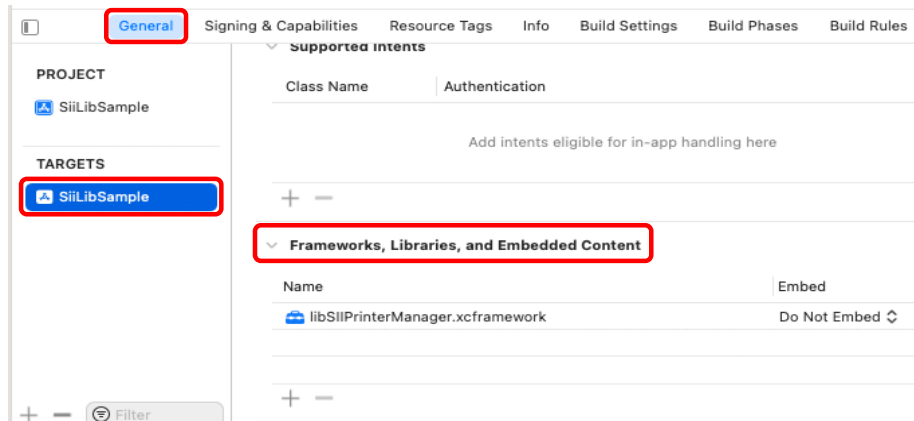 General Signing & Capabilities Resource Tags Info Build Settings Build Phases Build Rules
PROJECT
SiiLibSample
TARGETS
SiiLibSample
Filter
Supported Intents
Class Name Authentication
Add intents eligible for in-app handling here
Frameworks, Libraries, and Embedded Content
Name Embed
libSIIPrinterManager.xcframework Do Not Embed